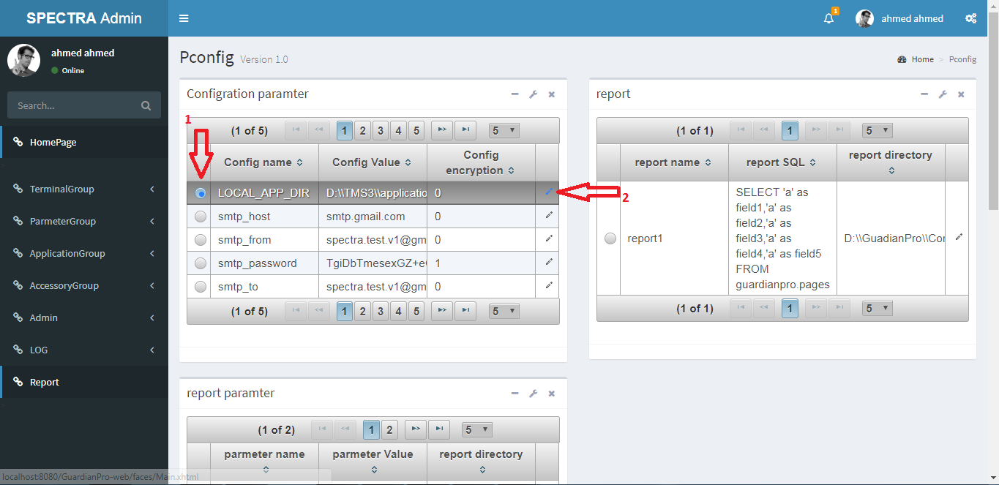 SPECTRA Admin
1
ahmed ahmed
ahmed ahmed
Online
Search...
HomePage
TerminalGroup
ParmeterGroup
ApplicationGroup
AccessoryGroup
Admin
LOG
Report
Pconfig Version 1.0
Home > Pconfig
Configration paramter
1
(1 of 5) 1 2 3 4 5 5
Config name Config Value Config
encryption
LOCAL_APP_DIR D:\\TMS3\\applicatio 0
2
smtp_host smtp.gmail.com 0
smtp_from spectra.test.v1@gm 0
smtp_password TgiDbTmesexGZ+e 1
smtp_to spectra.test.v1@gm 0
(1 of 5) 1 2 3 4 5 5
report
(1 of 1) 1 5
report name report SQL report directory
SELECT 'a' as
field1,'a' as
field2,'a' as
report1 field3,'a' as D:\\GuadianPro\\Cor
field4,'a' as field5
FROM
guardianpro.pages
(1 of 1) 1 5
report paramter
(1 of 2) 1 2 5
parmeter name parmeter Value report directory
localhost:8080/GuardianPro-web/faces/Main.xhtml